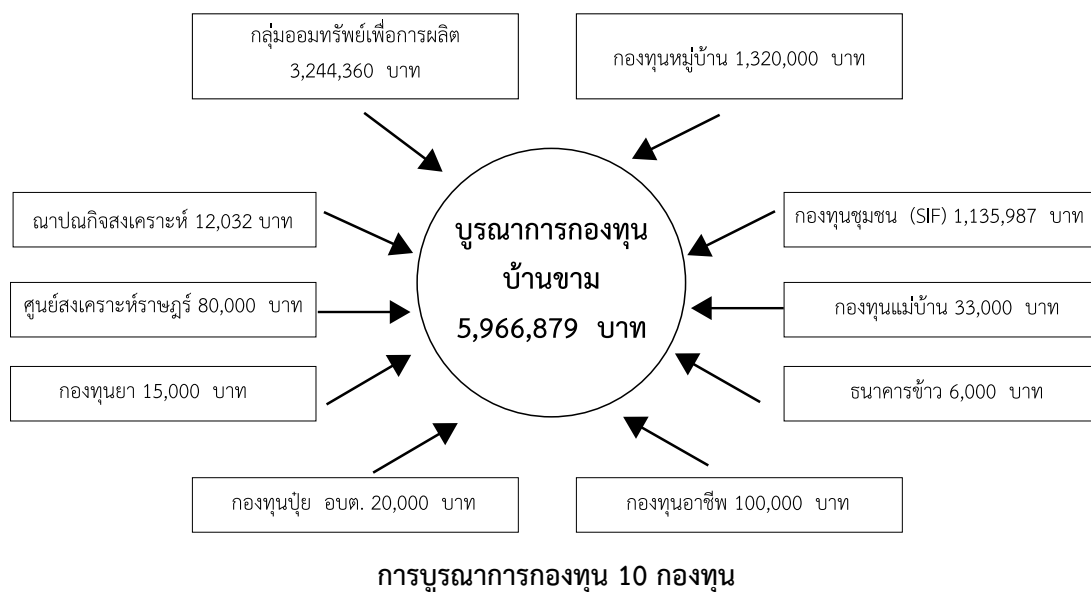 กลุ่มออมทรัพย์เพื่อการผลิต
3,244,360 บาท
กองทุนหมู่บ้าน 1,320,000 บาท
ณาปณกิจสงเคราะห์ 12,032 บาท
กองทุนชุมชน (SIF) 1,135,987 บาท
บูรณาการกองทุน
บ้านขาม
5,966,879 บาท
ศูนย์สงเคราะห์ราษฎร์ 80,000 บาท
กองทุนแม่บ้าน 33,000 บาท
กองทุนยา 15,000 บาท
ธนาคารข้าว 6,000 บาท
กองทุนปุ๋ย อบต. 20,000 บาท
กองทุนอาชีพ 100,000 บาท
การบูรณาการกองทุน 10 กองทุน